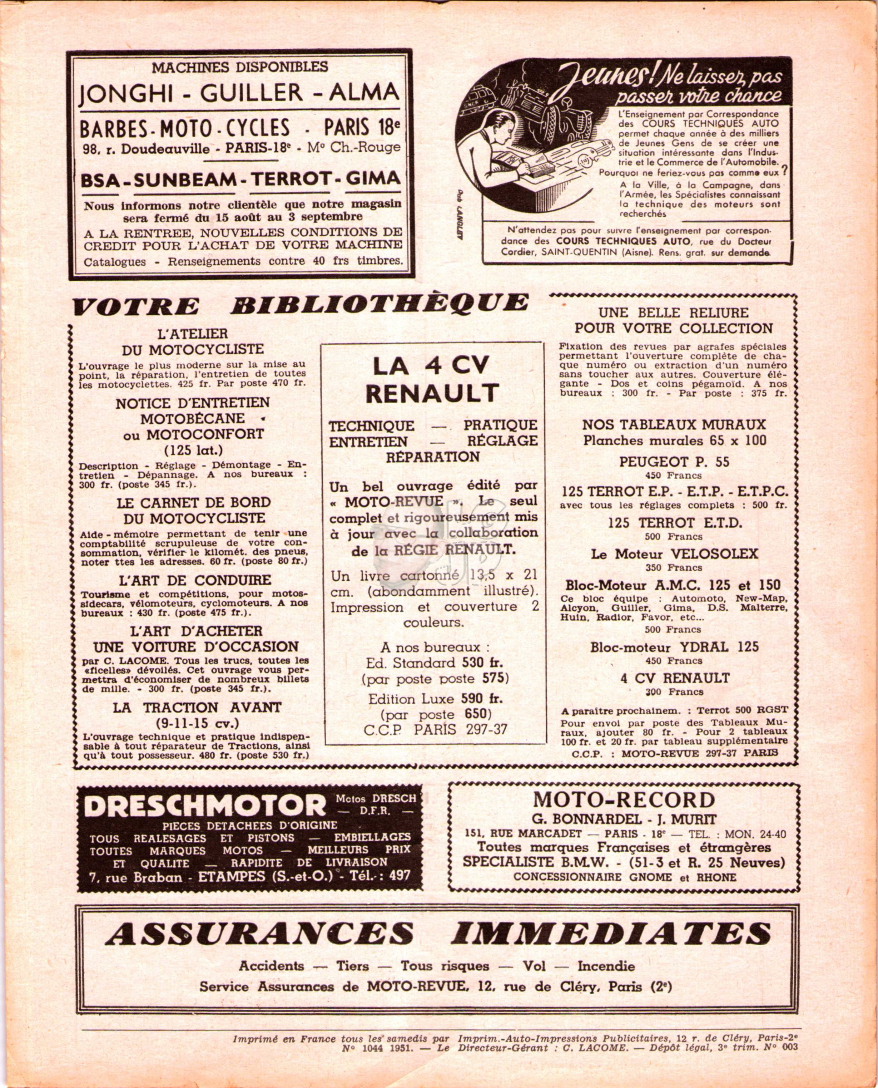 MACHINES DISPONIBLES
JONGHI - GUILLER - ALMA
BARBES-MOTO-CYCLES - PARIS 18e
98, r. Doudeauville - PARIS-18e - Mo Ch.-Rouge
BSA-SUNBEAM-TERROT-GIMA
Nous informons notre clientèle que notre magasin
sera fermé du 15 août au 3 septembre
A LA RENTREE, NOUVELLES CONDITIONS DE
CREDIT POUR L'ACHAT DE VOTRE MACHINE
Catalogues - Renseignements contre 40 frs timbres.
Jeunes! Ne laissez pas
passer votre chance
L'Enseignement par Correspondance
des COURS TECHNIQUES AUTO
permet chaque année à des milliers
de Jeunes Gens de se créer une
situation intéressante dans l'Indus-
trie et le Commerce de l'Automobile.
Pourquoi ne feriez-vous pas comme eux ?
A la Ville, à la Campagne, dans
l'Armée, les Spécialistes connaissant
la technique des moteurs sont
recherchés
Pub LANGLET
N'attendez pas pour suivre l'enseignement par correspon-
dance des COURS TECHNIQUES AUTO, rue du Docteur
Cordier, SAINT-QUENTIN (Aisne). Rens. grat. sur demande
VOTRE BIBLIOTHÈQUE
L'ATELIER
DU MOTOCYCLISTE
L'ouvrage le plus moderne sur la mise au
point, la réparation, l'entretien de toutes
les motocyclettes. 425 fr. Par poste 470 fr.
NOTICE D'ENTRETIEN
MOTOBÉCANE
ou MOTOCONFORT
(125 lat.)
Description - Réglage - Démontage - En-
tretien - Dépannage. A nos bureaux :
300 fr. (poste 345 fr.).
LE CARNET DE BORD
DU MOTOCYCLISTE
Aide-mémoire permettant de tenir une
comptabilité scrupuleuse de votre con-
sommation, vérifier le kilomét. des pneus,
noter ttes les adresses. 60 fr. (poste 80 fr.)
L'ART DE CONDUIRE
Tourisme et compétitions, pour motos-
sidecars, vélomoteurs, cyclomoteurs. A nos
bureaux : 430 fr. (poste 475 fr.).
L'ART D'ACHETER
UNE VOITURE D'OCCASION
par C. LACOME. Tous les trucs, toutes les
«ficelles» dévoilés. Cet ouvrage vous per-
mettra d'économiser de nombreux billets
de mille. - 300 fr. (poste 345 fr.).
LA TRACTION AVANT
(9-11-15 cv.)
L'ouvrage technique et pratique indispen-
sable à tout réparateur de Tractions, ainsi
qu'à tout possesseur. 480 fr. (poste 530 fr.)
LA 4 CV
RENAULT
TECHNIQUE — PRATIQUE
ENTRETIEN — RÉGLAGE
RÉPARATION
Un bel ouvrage édité par
« MOTO-REVUE ». Le seul
complet et rigoureusement mis
à jour avec la collaboration
de la RÉGIE RENAULT.
Un livre cartonné 13,5 x 21
cm. (abondamment illustré).
Impression et couverture 2
couleurs.
A nos bureaux :
Ed. Standard 530 fr.
(par poste poste 575)
Edition Luxe 590 fr.
(par poste 650)
C.C.P PARIS 297-37
UNE BELLE RELIURE
POUR VOTRE COLLECTION
Fixation des revues par agrafes spéciales
permettant l'ouverture complète de cha-
que numéro ou extraction d'un numéro
sans toucher aux autres. Couverture élé-
gante - Dos et coins pégamoïd. A nos
bureaux : 300 fr. - Par poste : 375 fr.
NOS TABLEAUX MURAUX
Planches murales 65 x 100
PEUGEOT P. 55
450 Francs
125 TERROT E.P. - E.T.P. - E.T.P.C.
avec tous les réglages complets : 500 fr.
125 TERROT E.T.D.
500 Francs
Le Moteur VELOSOLEX
350 Francs
Bloc-Moteur A.M.C. 125 et 150
Ce bloc équipe : Automoto, New-Map,
Alcyon, Guiller, Gima, D.S. Malterre,
Huin, Radior, Favor, etc...
500 Francs
Bloc-moteur YDRAL 125
450 Francs
4 CV RENAULT
200 Francs
A paraître prochainem. : Terrot 500 RGST
Pour envoi par poste des Tableaux Mu-
raux, ajouter 80 fr. - Pour 2 tableaux
100 fr. et 20 fr. par tableau supplémentaire
C.C.P. : MOTO-REVUE 297-37 PARIS
DRESCHMOTOR Motos DRESCH
— D.F.R. —
PIECES DETACHEES D'ORIGINE
TOUS REALESAGES ET PISTONS — EMBIELLAGES
TOUTES MARQUES MOTOS — MEILLEURS PRIX
ET QUALITE — RAPIDITE DE LIVRAISON
7, rue Braban - ETAMPES (S.-et-O.) - Tél. : 497
MOTO-RECORD
G. BONNARDEL - J. MURIT
151, RUE MARCADET — PARIS - 18e — TEL. : MON. 24-40
Toutes marques Françaises et étrangères
SPECIALISTE B.M.W. - (51-3 et R. 25 Neuves)
CONCESSIONNAIRE GNOME et RHONE
ASSURANCES IMMEDIATES
Accidents — Tiers — Tous risques — Vol — Incendie
Service Assurances de MOTO-REVUE, 12, rue de Cléry, Paris (2e)
Imprimé en France tous les samedis par Imprim.-Auto-Impressions Publicitaires, 12 r. de Cléry, Paris-2e
No 1044 1951. — Le Directeur-Gérant : C. LACOME. — Dépôt légal, 3e trim. No 003